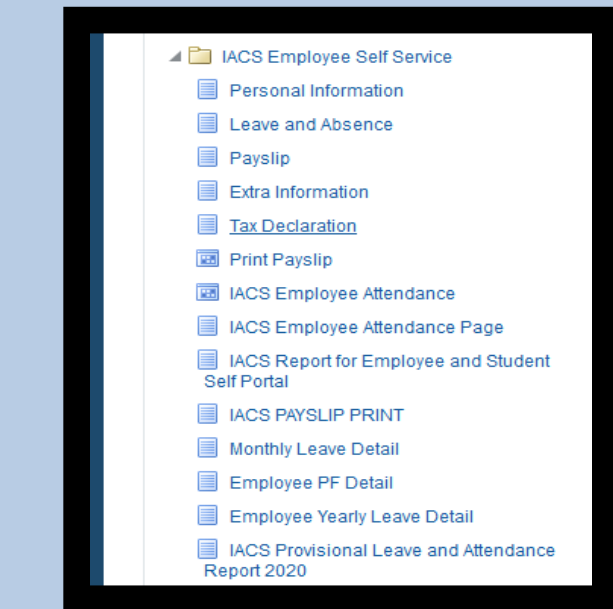 IACS Employee Self Service
Personal Information
Leave and Absence
Payslip
Extra Information
Tax Declaration
Print Payslip
IACS Employee Attendance
IACS Employee Attendance Page
IACS Report for Employee and Student
Self Portal
IACS PAYSLIP PRINT
Monthly Leave Detail
Employee PF Detail
Employee Yearly Leave Detail
IACS Provisional Leave and Attendance
Report 2020